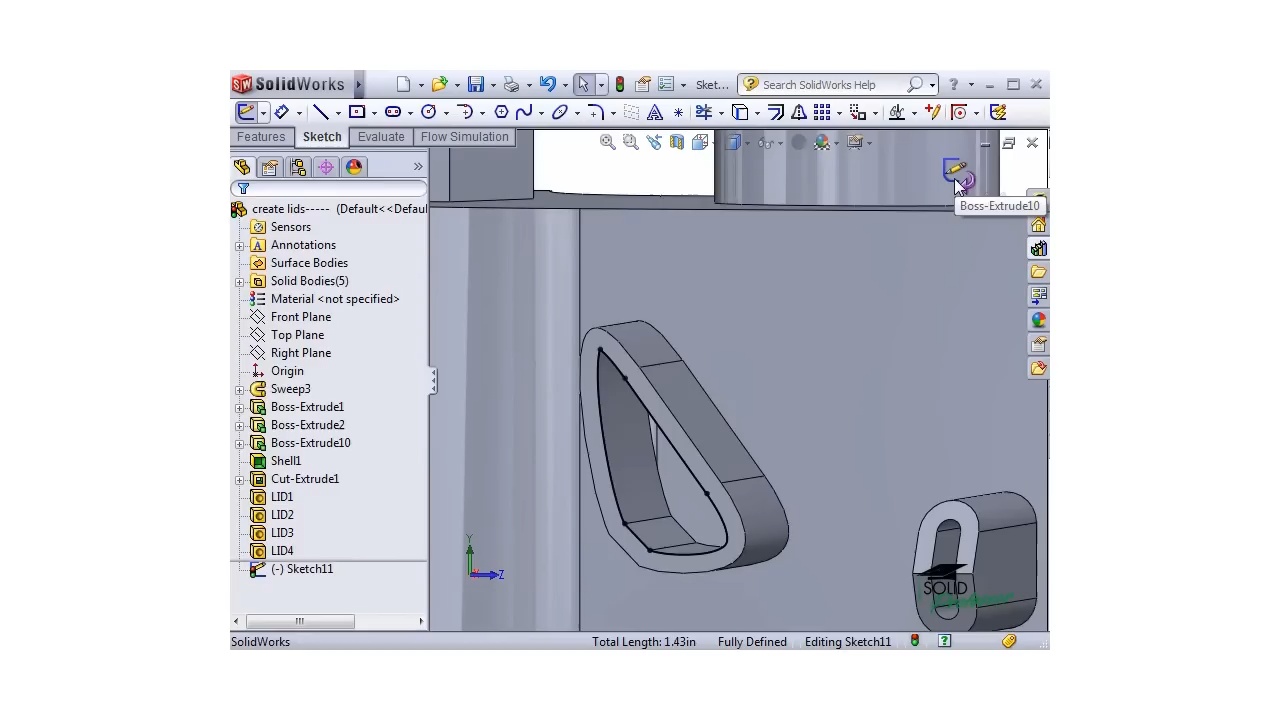 SW SolidWorks
Sket...
Search SolidWorks Help
Features
Sketch
Evaluate
Flow Simulation
Boss-Extrude10
create lids----- (Default<<Defaul
Sensors
Annotations
Surface Bodies
Solid Bodies(5)
Material <not specified>
Front Plane
Top Plane
Right Plane
Origin
Sweep3
Boss-Extrude1
Boss-Extrude2
Boss-Extrude10
Shell1
Cut-Extrude1
LID1
LID2
LID3
LID4
(-) Sketch11
Y
Z
SOLID
SolidWorks
Total Length: 1.43in
Fully Defined
Editing Sketch11